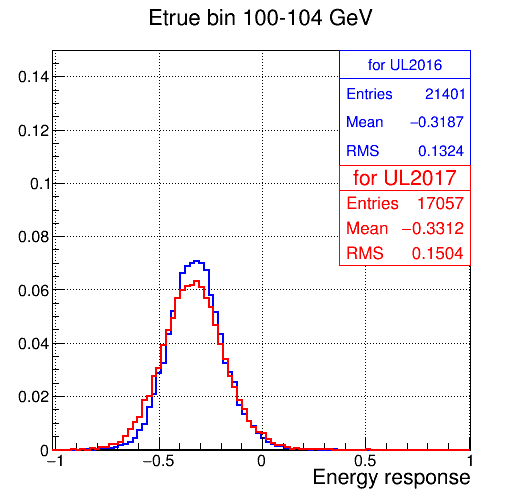 Etrue bin 100-104 GeV
for UL2016
Entries 21401
Mean −0.3187
RMS 0.1324
for UL2017
Entries 17057
Mean −0.3312
RMS 0.1504
0.14
0.12
0.1
0.08
0.06
0.04
0.02
0
−1 −0.5 0 0.5 1
Energy response